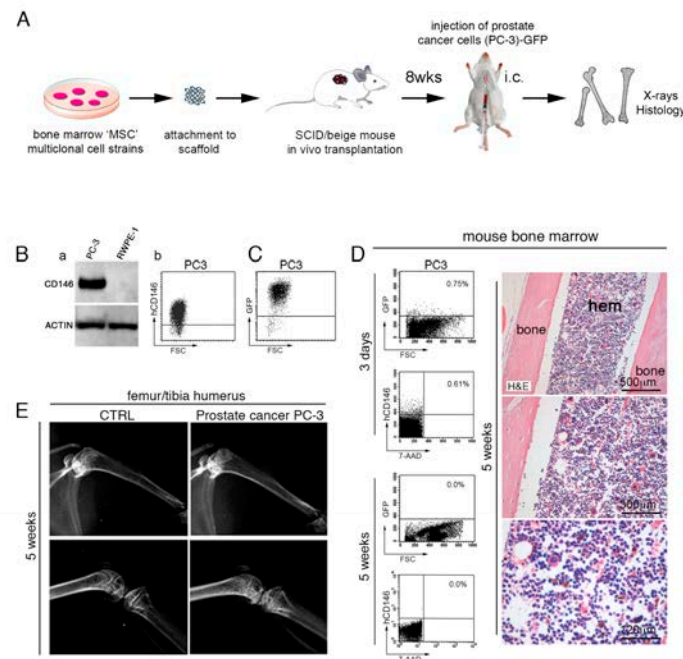 A
injection of prostate
cancer cells (PC-3)-GFP
8wks
i.c.
X-rays
Histology
bone marrow 'MSC'
multiclonal cell strains
attachment to
scaffold
SCID/beige mouse
in vivo transplantation
B
a
PC-3
RWPE-1
CD146
ACTIN
b
PC3
hCD146
FSC
C
PC3
GFP
FSC
D
mouse bone marrow
PC3
3 days
0.75%
GFP
FSC
0.61%
hCD146
7-AAD
5 weeks
0.0%
GFP
FSC
0.0%
hCD146
7-AAD
5 weeks
hem
bone
bone
H&E
500µm
E
femur/tibia humerus
CTRL
Prostate cancer PC-3
5 weeks